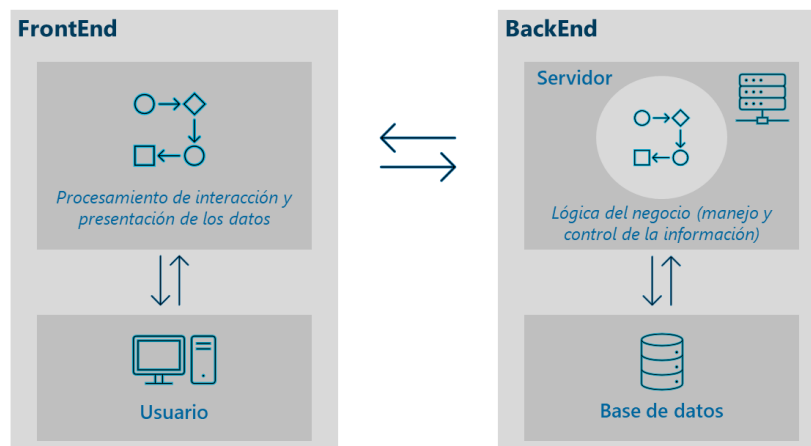 FrontEnd
Procesamiento de interacción y
presentación de los datos
Usuario
BackEnd
Servidor
Lógica del negocio (manejo y
control de la información)
Base de datos